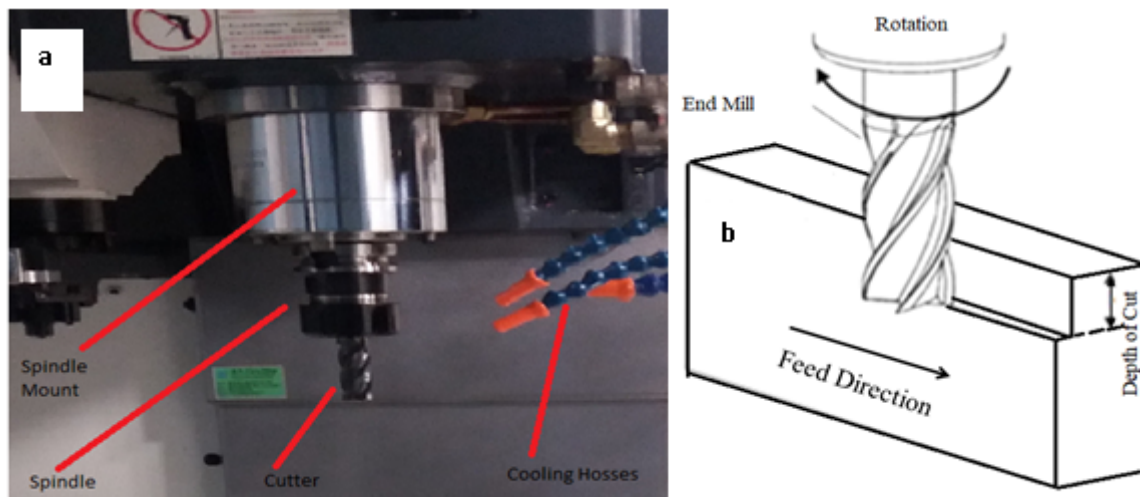 a
Spindle
Mount
Spindle
Cutter
Cooling Hosses
Rotation
End Mill
b
Depth of Cut
Feed Direction